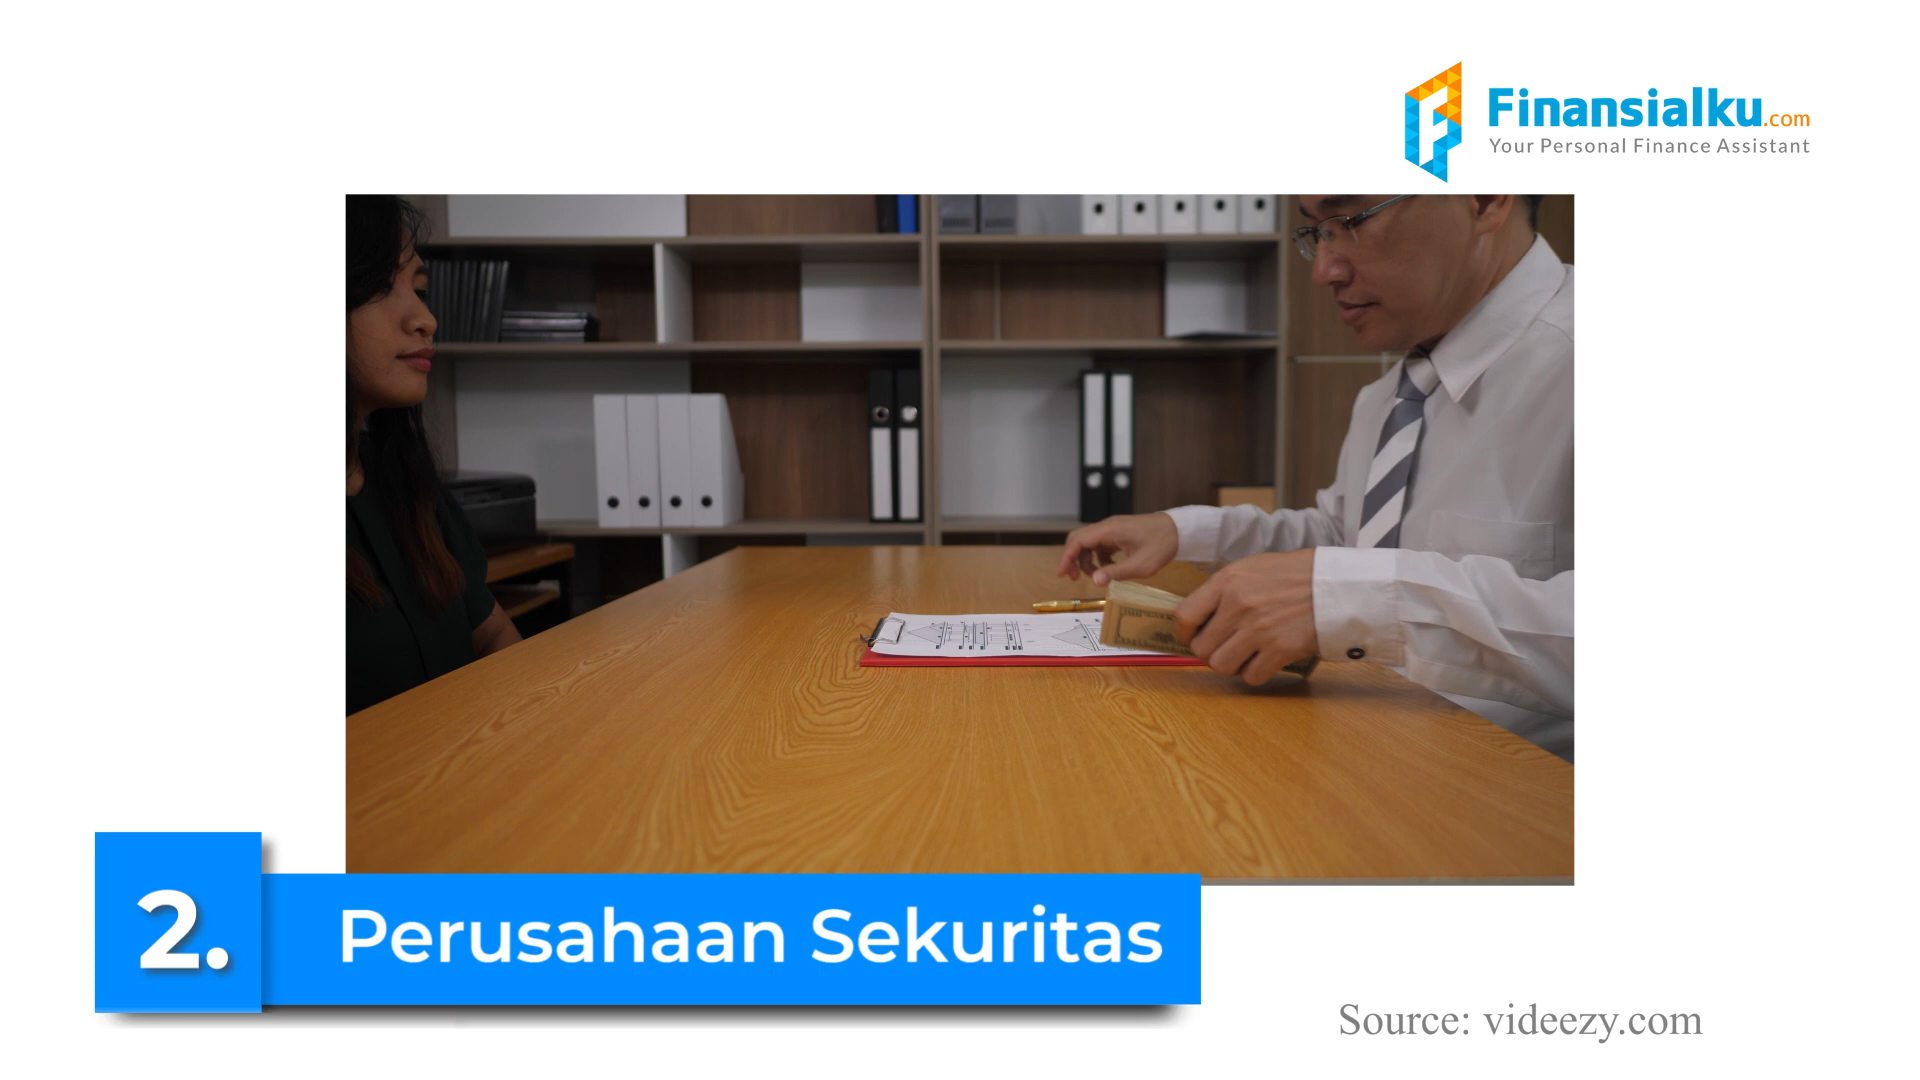 Finansialku.com
Your Personal Finance Assistant
2. Perusahaan Sekuritas
Source: videezy.com